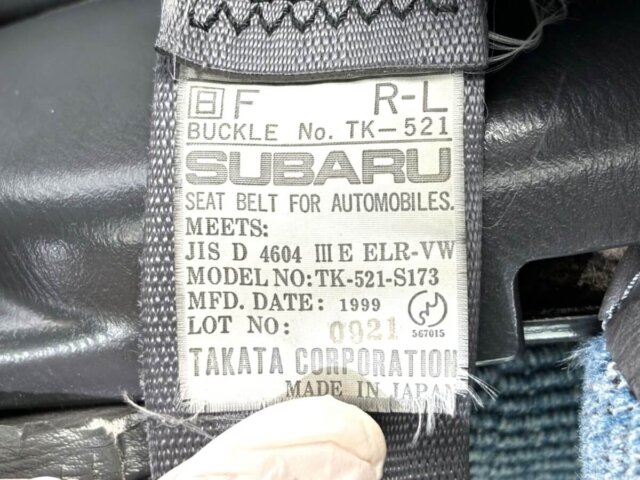 日 F R-L
BUCKLE No. TK-521
SUBARU
SEAT BELT FOR AUTOMOBILES.
MEETS:
JIS D 4604 III E ELR-VW
MODEL NO: TK-521-S173
MFD. DATE: 1999
LOT NO: 0921
567015
TAKATA CORPORATION
MADE IN JAPAN